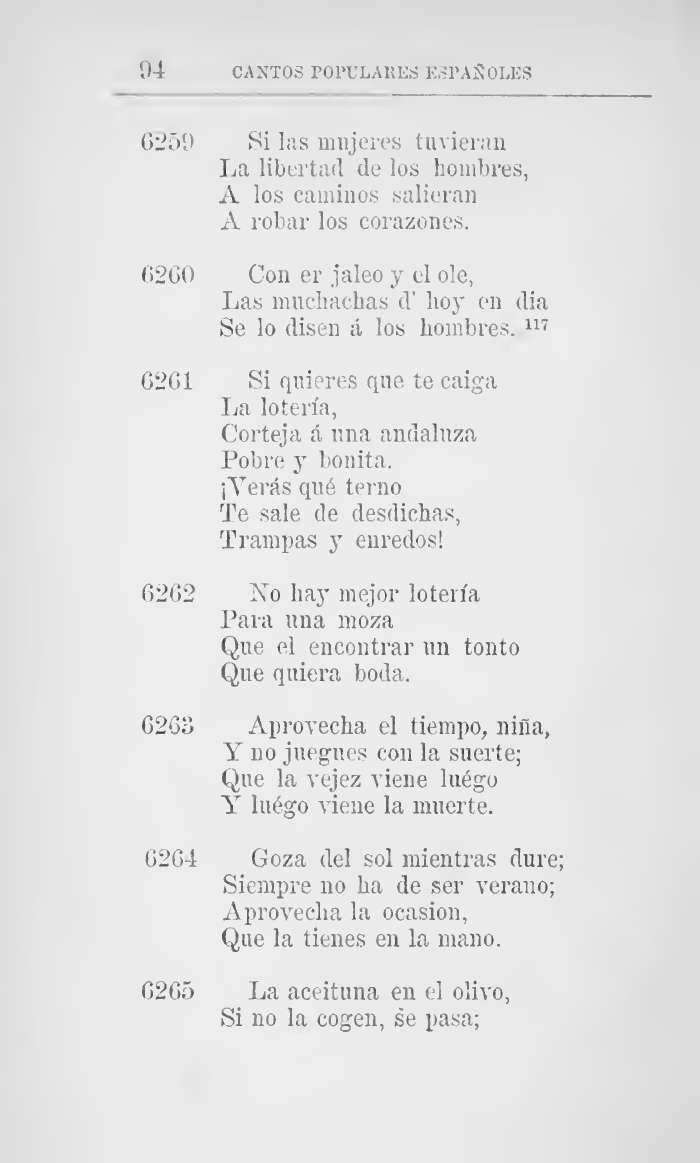 94 CANTOS POPULARES ESPAÑOLES
6259 Si las mujeres tuvieran
La libertad de los hombres,
A los caminos salieran
A robar los corazones.
6260 Con er jaleo y el ole,
Las muchachas d' hoy en dia
Se lo disen á los hombres. 117
6261 Si quieres que te caiga
La lotería,
Corteja á una andaluza
Pobre y bonita.
¡Verás qué terno
Te sale de desdichas,
Trampas y enredos!
6262 No hay mejor lotería
Para una moza
Que el encontrar un tonto
Que quiera boda.
6263 Aprovecha el tiempo, niña,
Y no juegues con la suerte;
Que la vejez viene luégo
Y luégo viene la muerte.
6264 Goza del sol mientras dure;
Siempre no ha de ser verano;
Aprovecha la ocasion,
Que la tienes en la mano.
6265 La aceituna en el olivo,
Si no la cogen, se pasa;